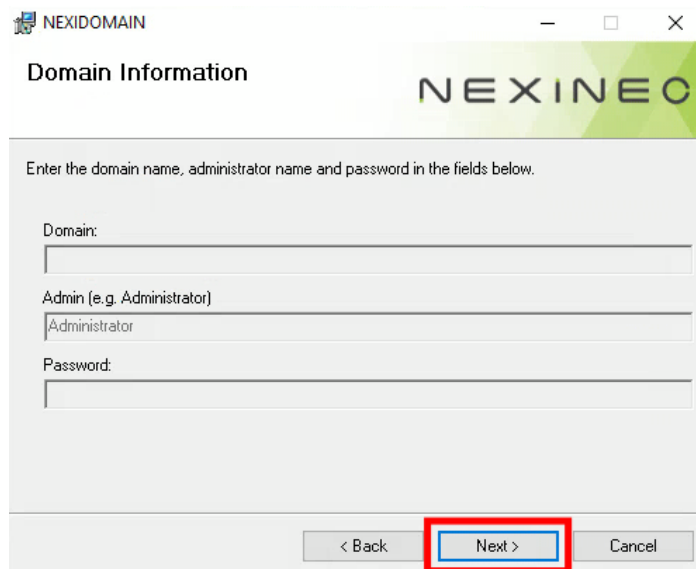 NEXIDOMAIN
Domain Information
NEXINEO
Enter the domain name, administrator name and password in the fields below.
Domain:
Admin (e.g. Administrator)
Administrator
Password:
< Back
Next >
Cancel